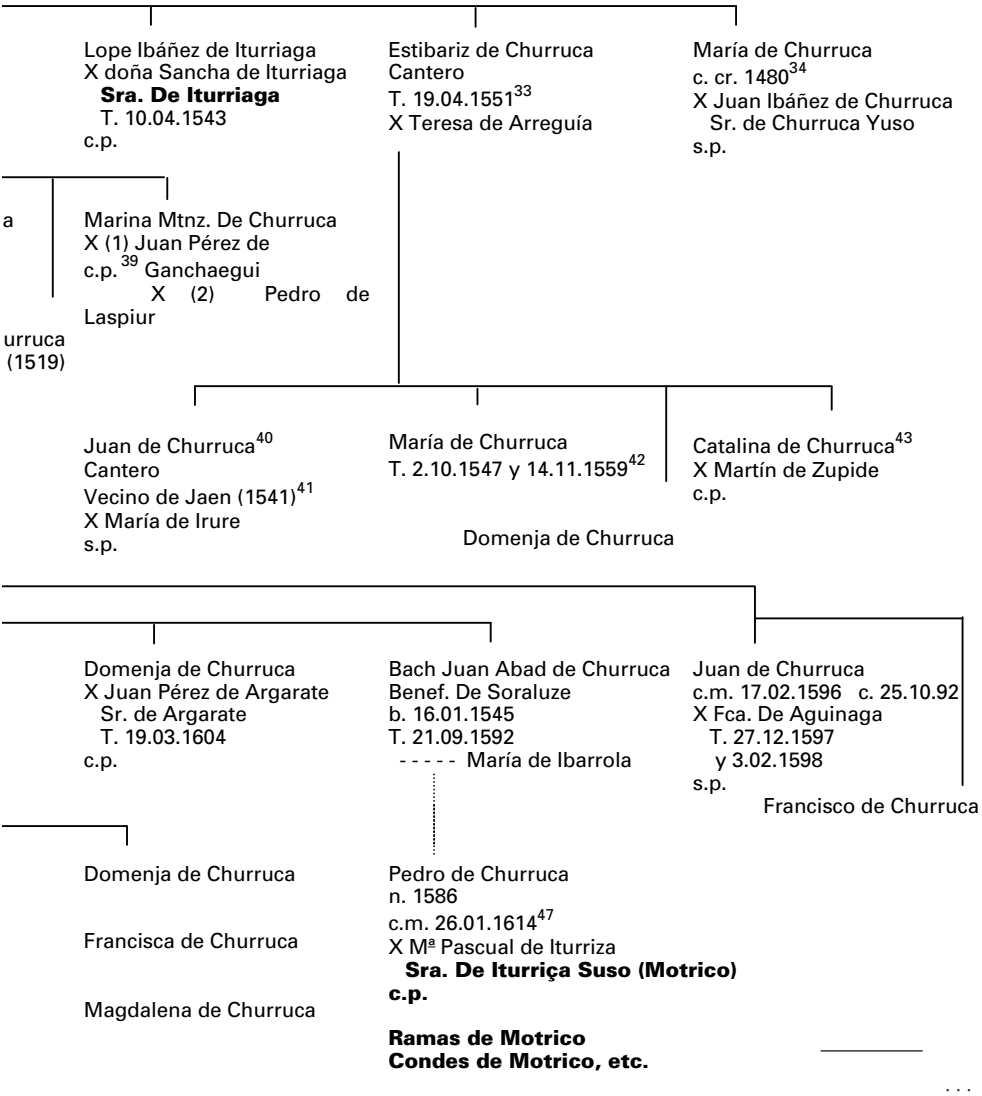 Lope Ibáñez de Iturriaga
X doña Sancha de Iturriaga
Sra. De Iturriaga
T. 10.04.1543
c.p.
Estibariz de Churruca
Cantero
T. 19.04.1551³³
X Teresa de Arreguía
María de Churruca
c. cr. 1480³⁴
X Juan Ibáñez de Churruca
Sr. de Churruca Yuso
s.p.
a
urruca
(1519)
Marina Mtnz. De Churruca
X (1) Juan Pérez de
c.p. ³⁹ Ganchaegui
X (2) Pedro de
Laspiur
Juan de Churruca⁴⁰
Cantero
Vecino de Jaen (1541)⁴¹
X María de Irure
s.p.
María de Churruca
T. 2.10.1547 y 14.11.1559⁴²
Domenja de Churruca
Catalina de Churruca⁴³
X Martín de Zupide
c.p.
Domenja de Churruca
X Juan Pérez de Argarate
Sr. de Argarate
T. 19.03.1604
c.p.
Bach Juan Abad de Churruca
Benef. De Soraluze
b. 16.01.1545
T. 21.09.1592
- - - - - María de Ibarrola
Juan de Churruca
c.m. 17.02.1596 c. 25.10.92
X Fca. De Aguinaga
T. 27.12.1597
y 3.02.1598
s.p.
Francisco de Churruca
Domenja de Churruca
Francisca de Churruca
Magdalena de Churruca
Pedro de Churruca
n. 1586
c.m. 26.01.1614⁴⁷
X Mª Pascual de Iturriza
Sra. De Iturriça Suso (Motrico)
c.p.
Ramas de Motrico
Condes de Motrico, etc.
. . .